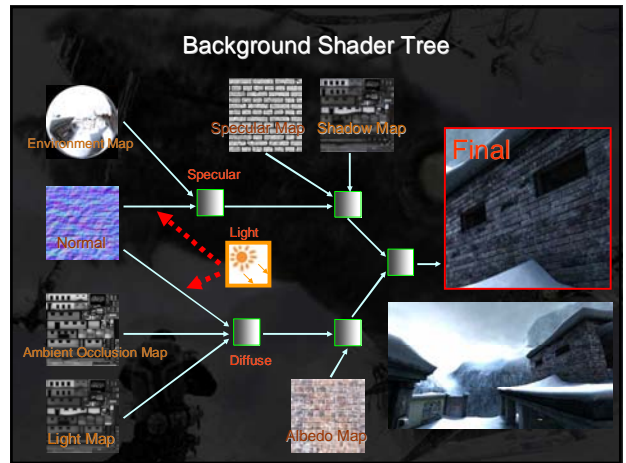 Background Shader Tree
Environment Map
Specular Map
Shadow Map
Final
Specular
Normal
Light
Ambient Occlusion Map
Diffuse
Light Map
Albedo Map